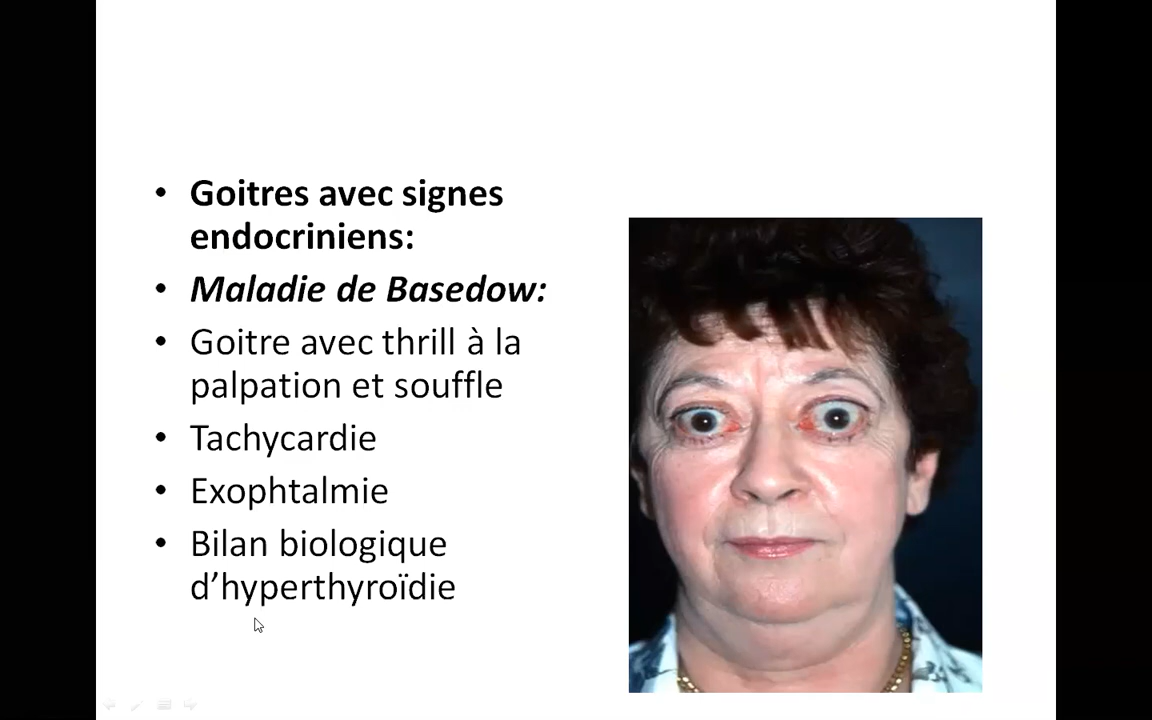 • Goitres avec signes
endocriniens:
• Maladie de Basedow:
• Goitre avec thrill à la
palpation et souffle
• Tachycardie
• Exophtalmie
• Bilan biologique
d’hyperthyroïdie